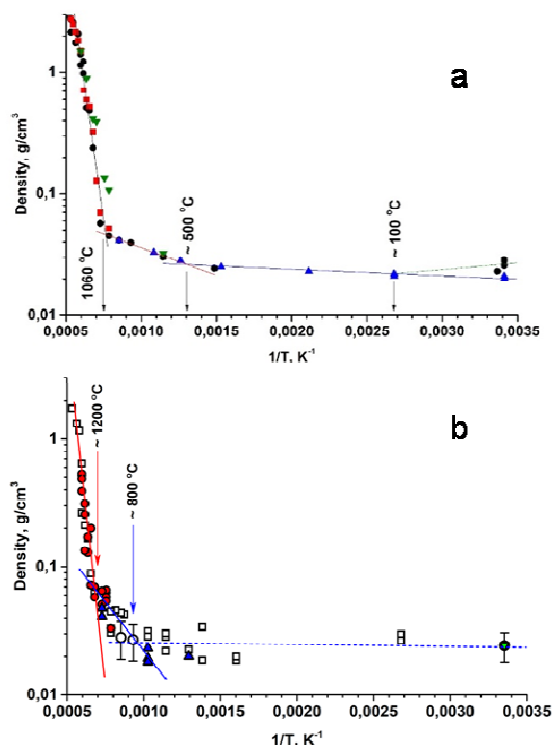 a
Density, g/cm³
1
0,1
0,01
1060 °C
~ 500 °C
~ 100 °C
0,0005 0,0010 0,0015 0,0020 0,0025 0,0030 0,0035
1/T, K⁻¹
b
Density, g/cm³
1
0,1
0,01
~ 1200 °C
~ 800 °C
0,0005 0,0010 0,0015 0,0020 0,0025 0,0030 0,0035
1/T, K⁻¹